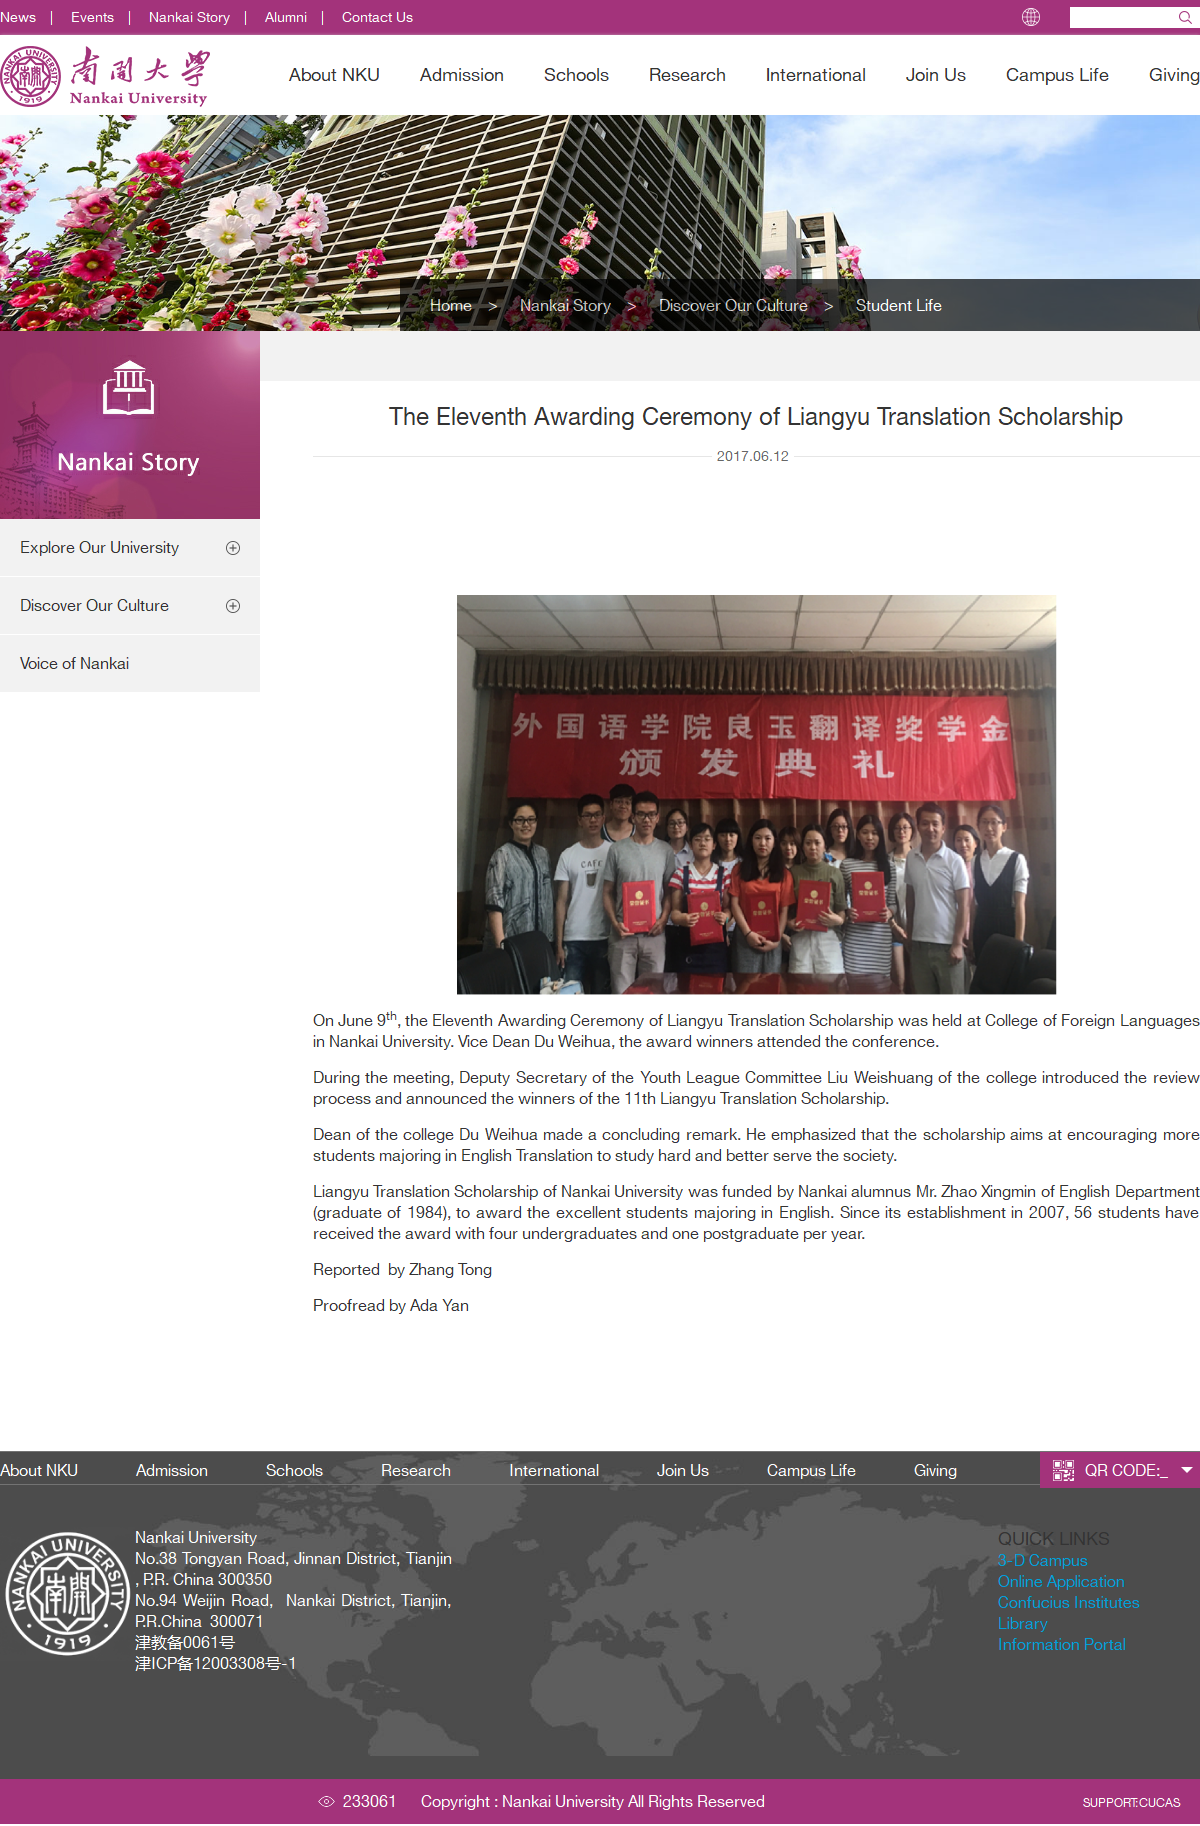 News | Events | Nankai Story | Alumni | Contact Us
NANKAI UNIVERSITY
南開
1919
南開大學
Nankai University
About NKU Admission Schools Research International Join Us Campus Life Giving
Home > Nankai Story > Discover Our Culture > Student Life
Nankai Story
Explore Our University
Discover Our Culture
Voice of Nankai
The Eleventh Awarding Ceremony of Liangyu Translation Scholarship
2017.06.12
外国语学院良玉翻译奖学金
颁发典礼
CAFE
On June 9th, the Eleventh Awarding Ceremony of Liangyu Translation Scholarship was held at College of Foreign Languages
in Nankai University. Vice Dean Du Weihua, the award winners attended the conference.
During the meeting, Deputy Secretary of the Youth League Committee Liu Weishuang of the college introduced the review
process and announced the winners of the 11th Liangyu Translation Scholarship.
Dean of the college Du Weihua made a concluding remark. He emphasized that the scholarship aims at encouraging more
students majoring in English Translation to study hard and better serve the society.
Liangyu Translation Scholarship of Nankai University was funded by Nankai alumnus Mr. Zhao Xingmin of English Department
(graduate of 1984), to award the excellent students majoring in English. Since its establishment in 2007, 56 students have
received the award with four undergraduates and one postgraduate per year.
Reported by Zhang Tong
Proofread by Ada Yan
About NKU Admission Schools Research International Join Us Campus Life Giving QR CODE:_
NANKAI UNIVERSITY
南開
1919
Nankai University
No.38 Tongyan Road, Jinnan District, Tianjin
, P.R. China 300350
No.94 Weijin Road, Nankai District, Tianjin,
P.R.China 300071
津教备0061号
津ICP备12003308号-1
QUICK LINKS
3-D Campus
Online Application
Confucius Institutes
Library
Information Portal
233061 Copyright : Nankai University All Rights Reserved SUPPORT:CUCAS